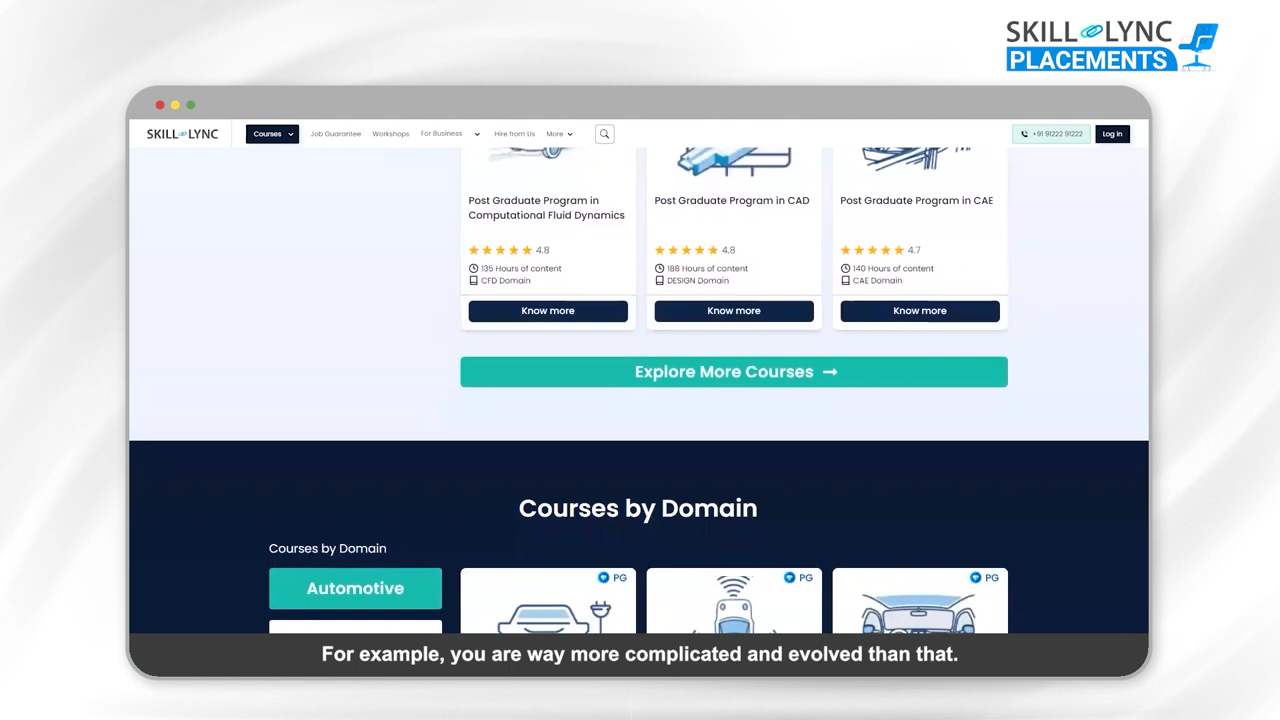 SKILL LYNC
PLACEMENTS
SKILL LYNC
Courses
Job Guarantee
Workshops
For Business
Hire from Us
More
+91 91222 91222
Log in
Post Graduate Program in
Computational Fluid Dynamics
4.8
135 Hours of content
CFD Domain
Know more
Post Graduate Program in CAD
4.8
188 Hours of content
DESIGN Domain
Know more
Post Graduate Program in CAE
4.7
140 Hours of content
CAE Domain
Know more
Explore More Courses →
Courses by Domain
Courses by Domain
Automotive
PG
PG
PG
For example, you are way more complicated and evolved than that.